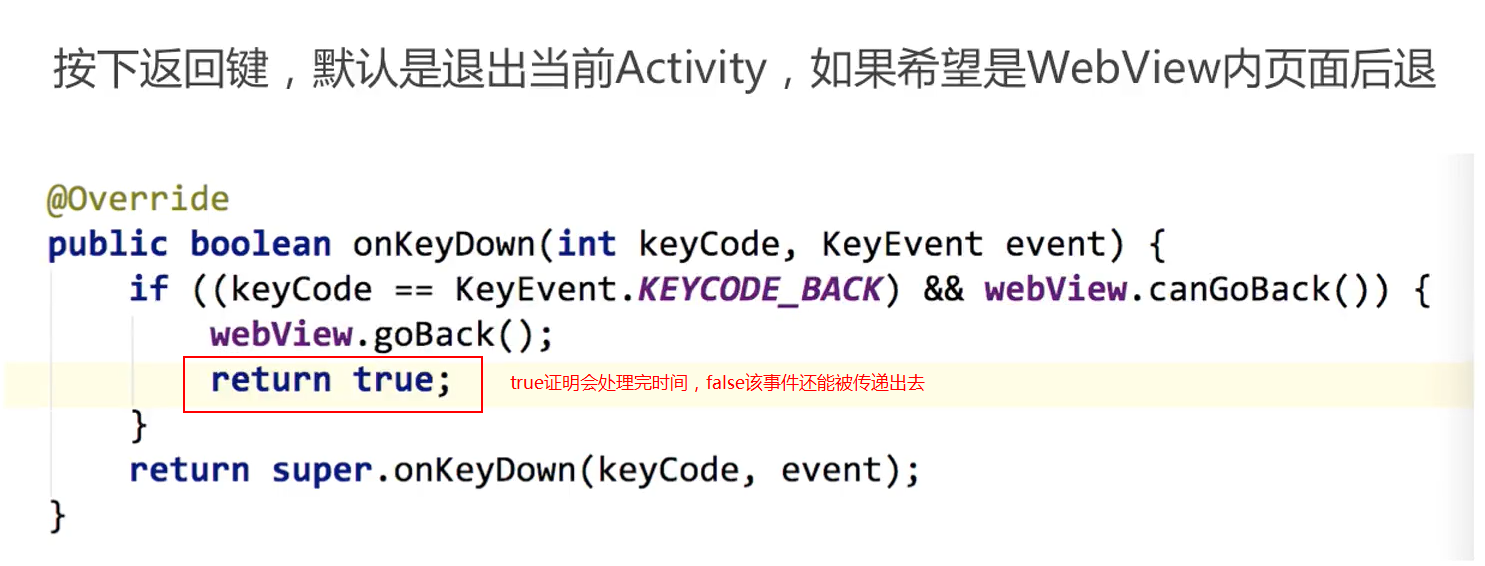 按下返回键，默认是退出当前Activity，如果希望是WebView内页面后退
@Override
public boolean onKeyDown(int keyCode, KeyEvent event) {
if ((keyCode == KeyEvent.KEYCODE_BACK) && webView.canGoBack()) {
webView.goBack();
return true; true证明会处理完时间，false该事件还能被传递出去
}
return super.onKeyDown(keyCode, event);
}